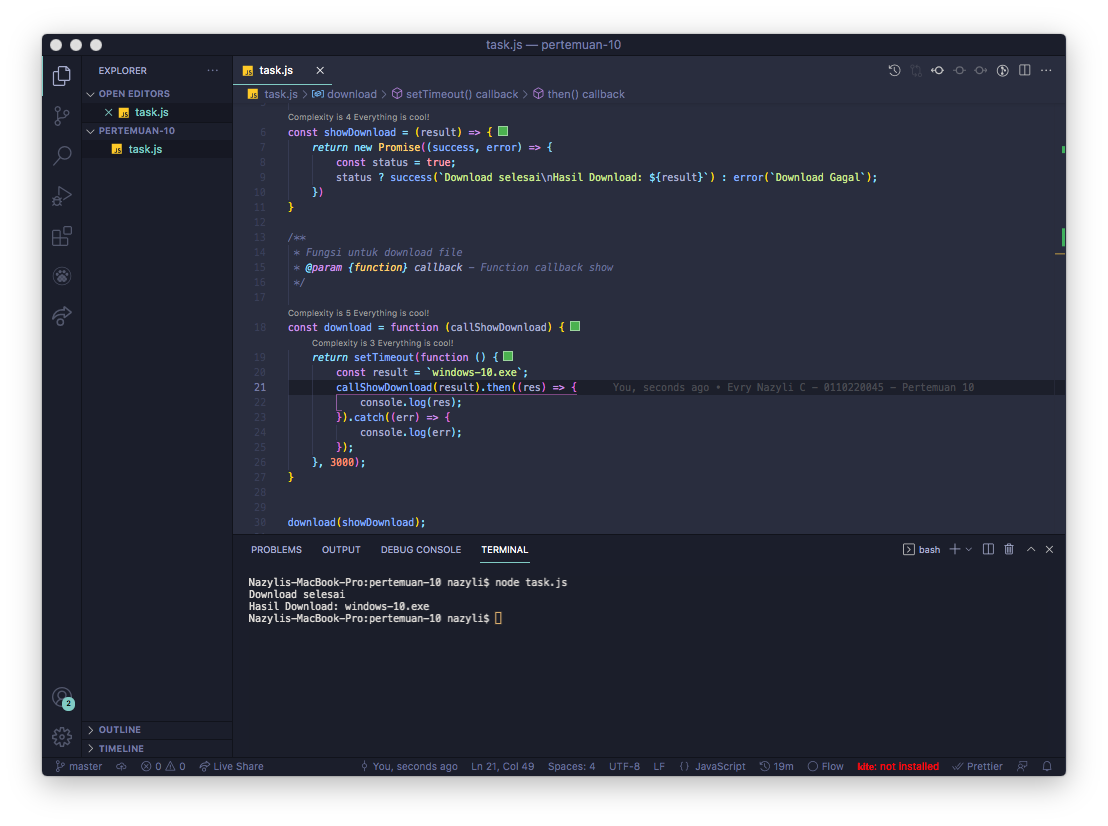 task.js — pertemuan-10
EXPLORER
OPEN EDITORS
JS task.js
PERTEMUAN-10
JS task.js
OUTLINE
TIMELINE
JS task.js
JS task.js > download > setTimeout() callback > then() callback
Complexity is 4 Everything is cool!
6 const showDownload = (result) => {
7 return new Promise((success, error) => {
8 const status = true;
9 status ? success(`Download selesai\nHasil Download: ${result}`) : error(`Download Gagal`);
10 })
11 }
12
13 /**
14 * Fungsi untuk download file
15 * @param {function} callback - Function callback show
16 */
17
Complexity is 5 Everything is cool!
18 const download = function (callShowDownload) {
Complexity is 3 Everything is cool!
19 return setTimeout(function () {
20 const result = `windows-10.exe`;
21 callShowDownload(result).then((res) => { You, seconds ago • Evry Nazyli C - 0110220045 - Pertemuan 10
22 console.log(res);
23 }).catch((err) => {
24 console.log(err);
25 });
26 }, 3000);
27 }
28
29
30 download(showDownload);
PROBLEMS OUTPUT DEBUG CONSOLE TERMINAL bash
Nazylis-MacBook-Pro:pertemuan-10 nazyli$ node task.js
Download selesai
Hasil Download: windows-10.exe
Nazylis-MacBook-Pro:pertemuan-10 nazyli$
2
master 0 0 Live Share You, seconds ago Ln 21, Col 49 Spaces: 4 UTF-8 LF {} JavaScript 19m Flow kite: not installed Prettier